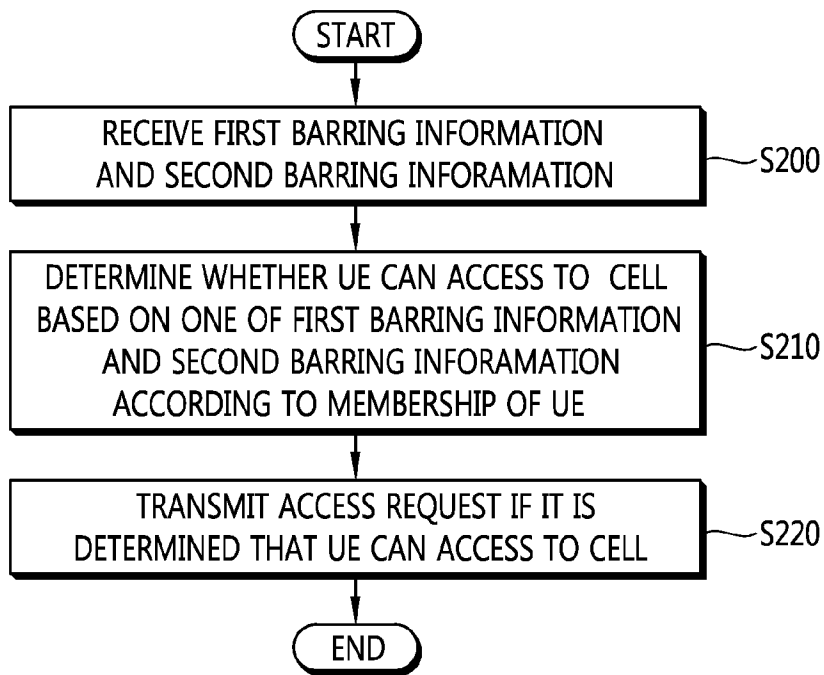 START
RECEIVE FIRST BARRING INFORMATION
AND SECOND BARRING INFORAMATION
S200
DETERMINE WHETHER UE CAN ACCESS TO CELL
BASED ON ONE OF FIRST BARRING INFORMATION
AND SECOND BARRING INFORAMATION
ACCORDING TO MEMBERSHIP OF UE
S210
TRANSMIT ACCESS REQUEST IF IT IS
DETERMINED THAT UE CAN ACCESS TO CELL
S220
END